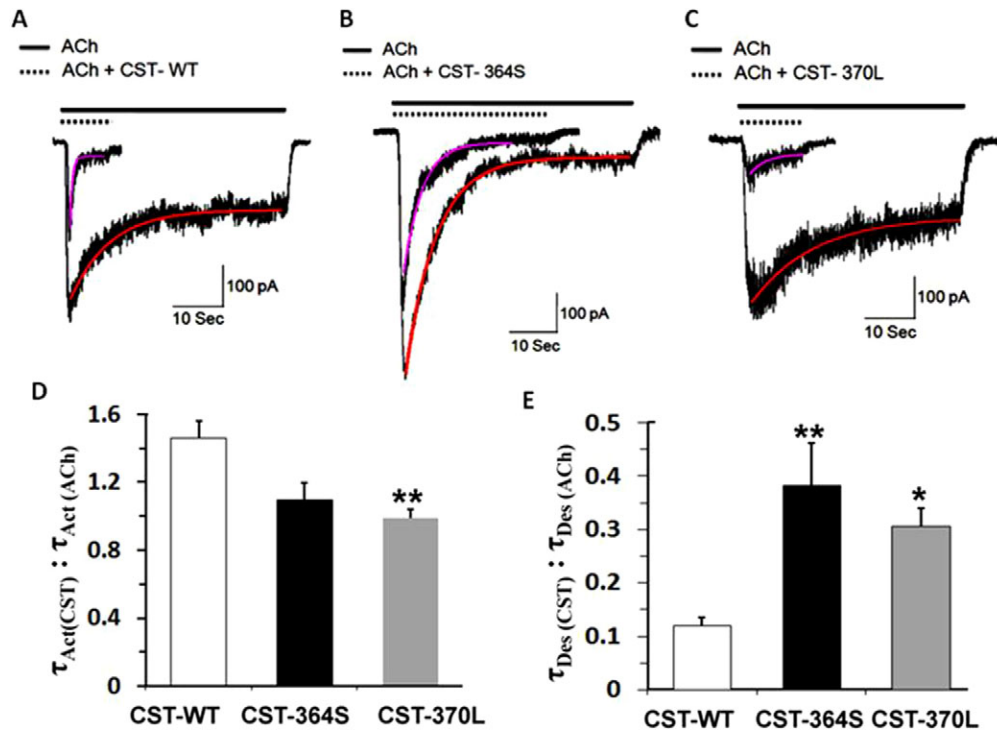 A
ACh
ACh + CST- WT
100 pA
10 Sec
B
ACh
ACh + CST- 364S
100 pA
10 Sec
C
ACh
ACh + CST- 370L
100 pA
10 Sec
D
τAct(CST) : τAct (ACh)
1.6
1.2
0.8
0.4
0
**
CST-WT CST-364S CST-370L
E
τDes (CST) : τDes (ACh)
0.5
0.4
0.3
0.2
0.1
0
**
*
CST-WT CST-364S CST-370L